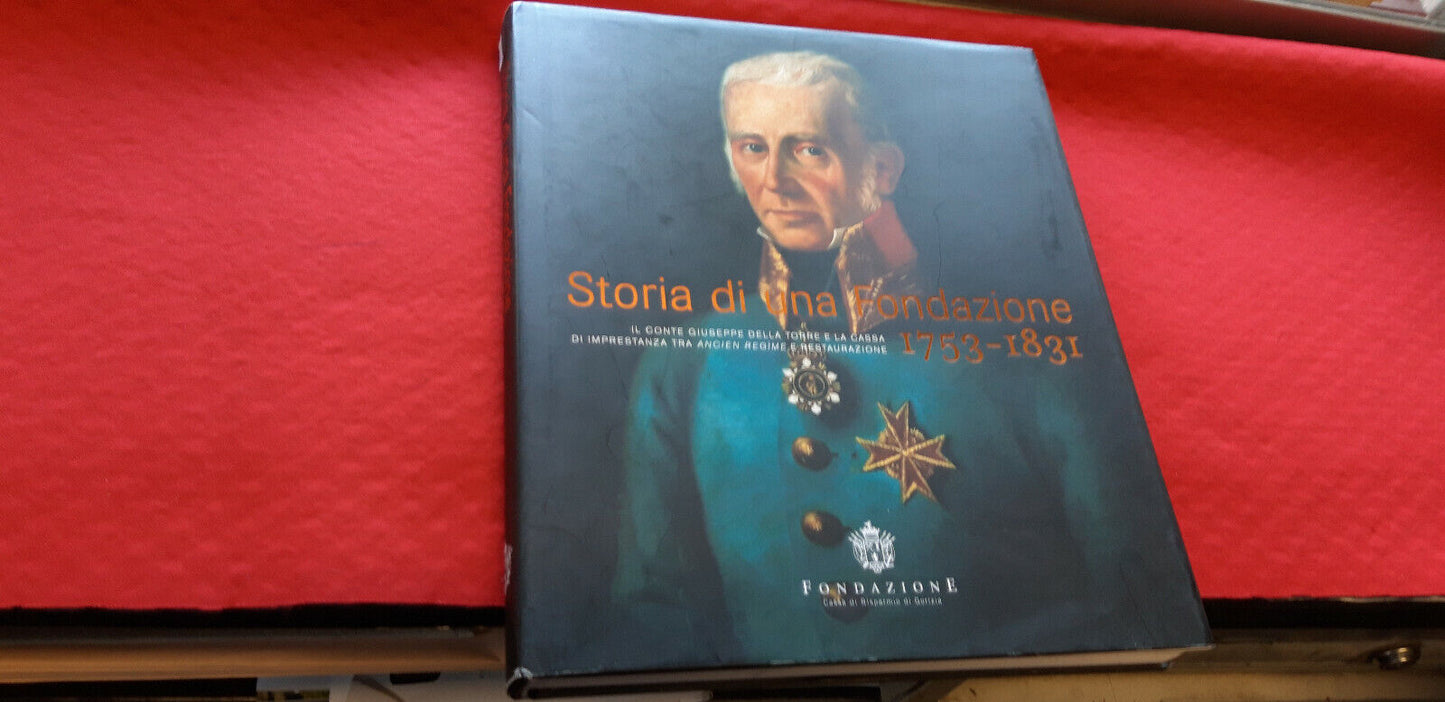 Storia di una Fondazione
IL CONTE GIUSEPPE DELLA TORRE E LA CASSA
DI IMPRESTANZA TRA ANCIEN REGIME E RESTAURAZIONE
1753-1831
FONDAZIONE
Cassa di Risparmio di Gorizia